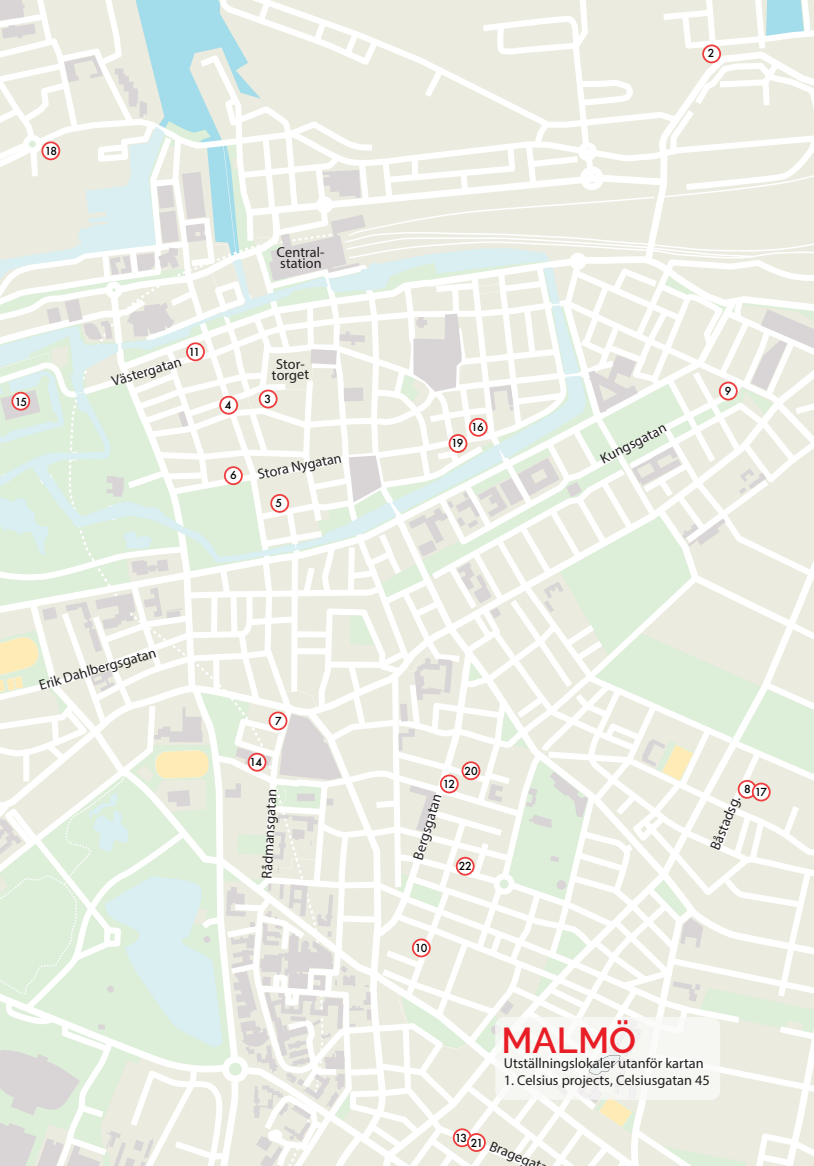 2
18
Central-
station
11
Västergatan
Stor-
torget
15
4
3
9
16
19
Kungsgatan
6
Stora Nygatan
5
Erik Dahlbergsgatan
7
14
20
12
8
17
Rådmansgatan
Bergsgatan
Båstadsg.
22
10
MALMÖ
Utställningslokaler utanför kartan
1. Celsius projects, Celsiusgatan 45
13
21
Bragegat